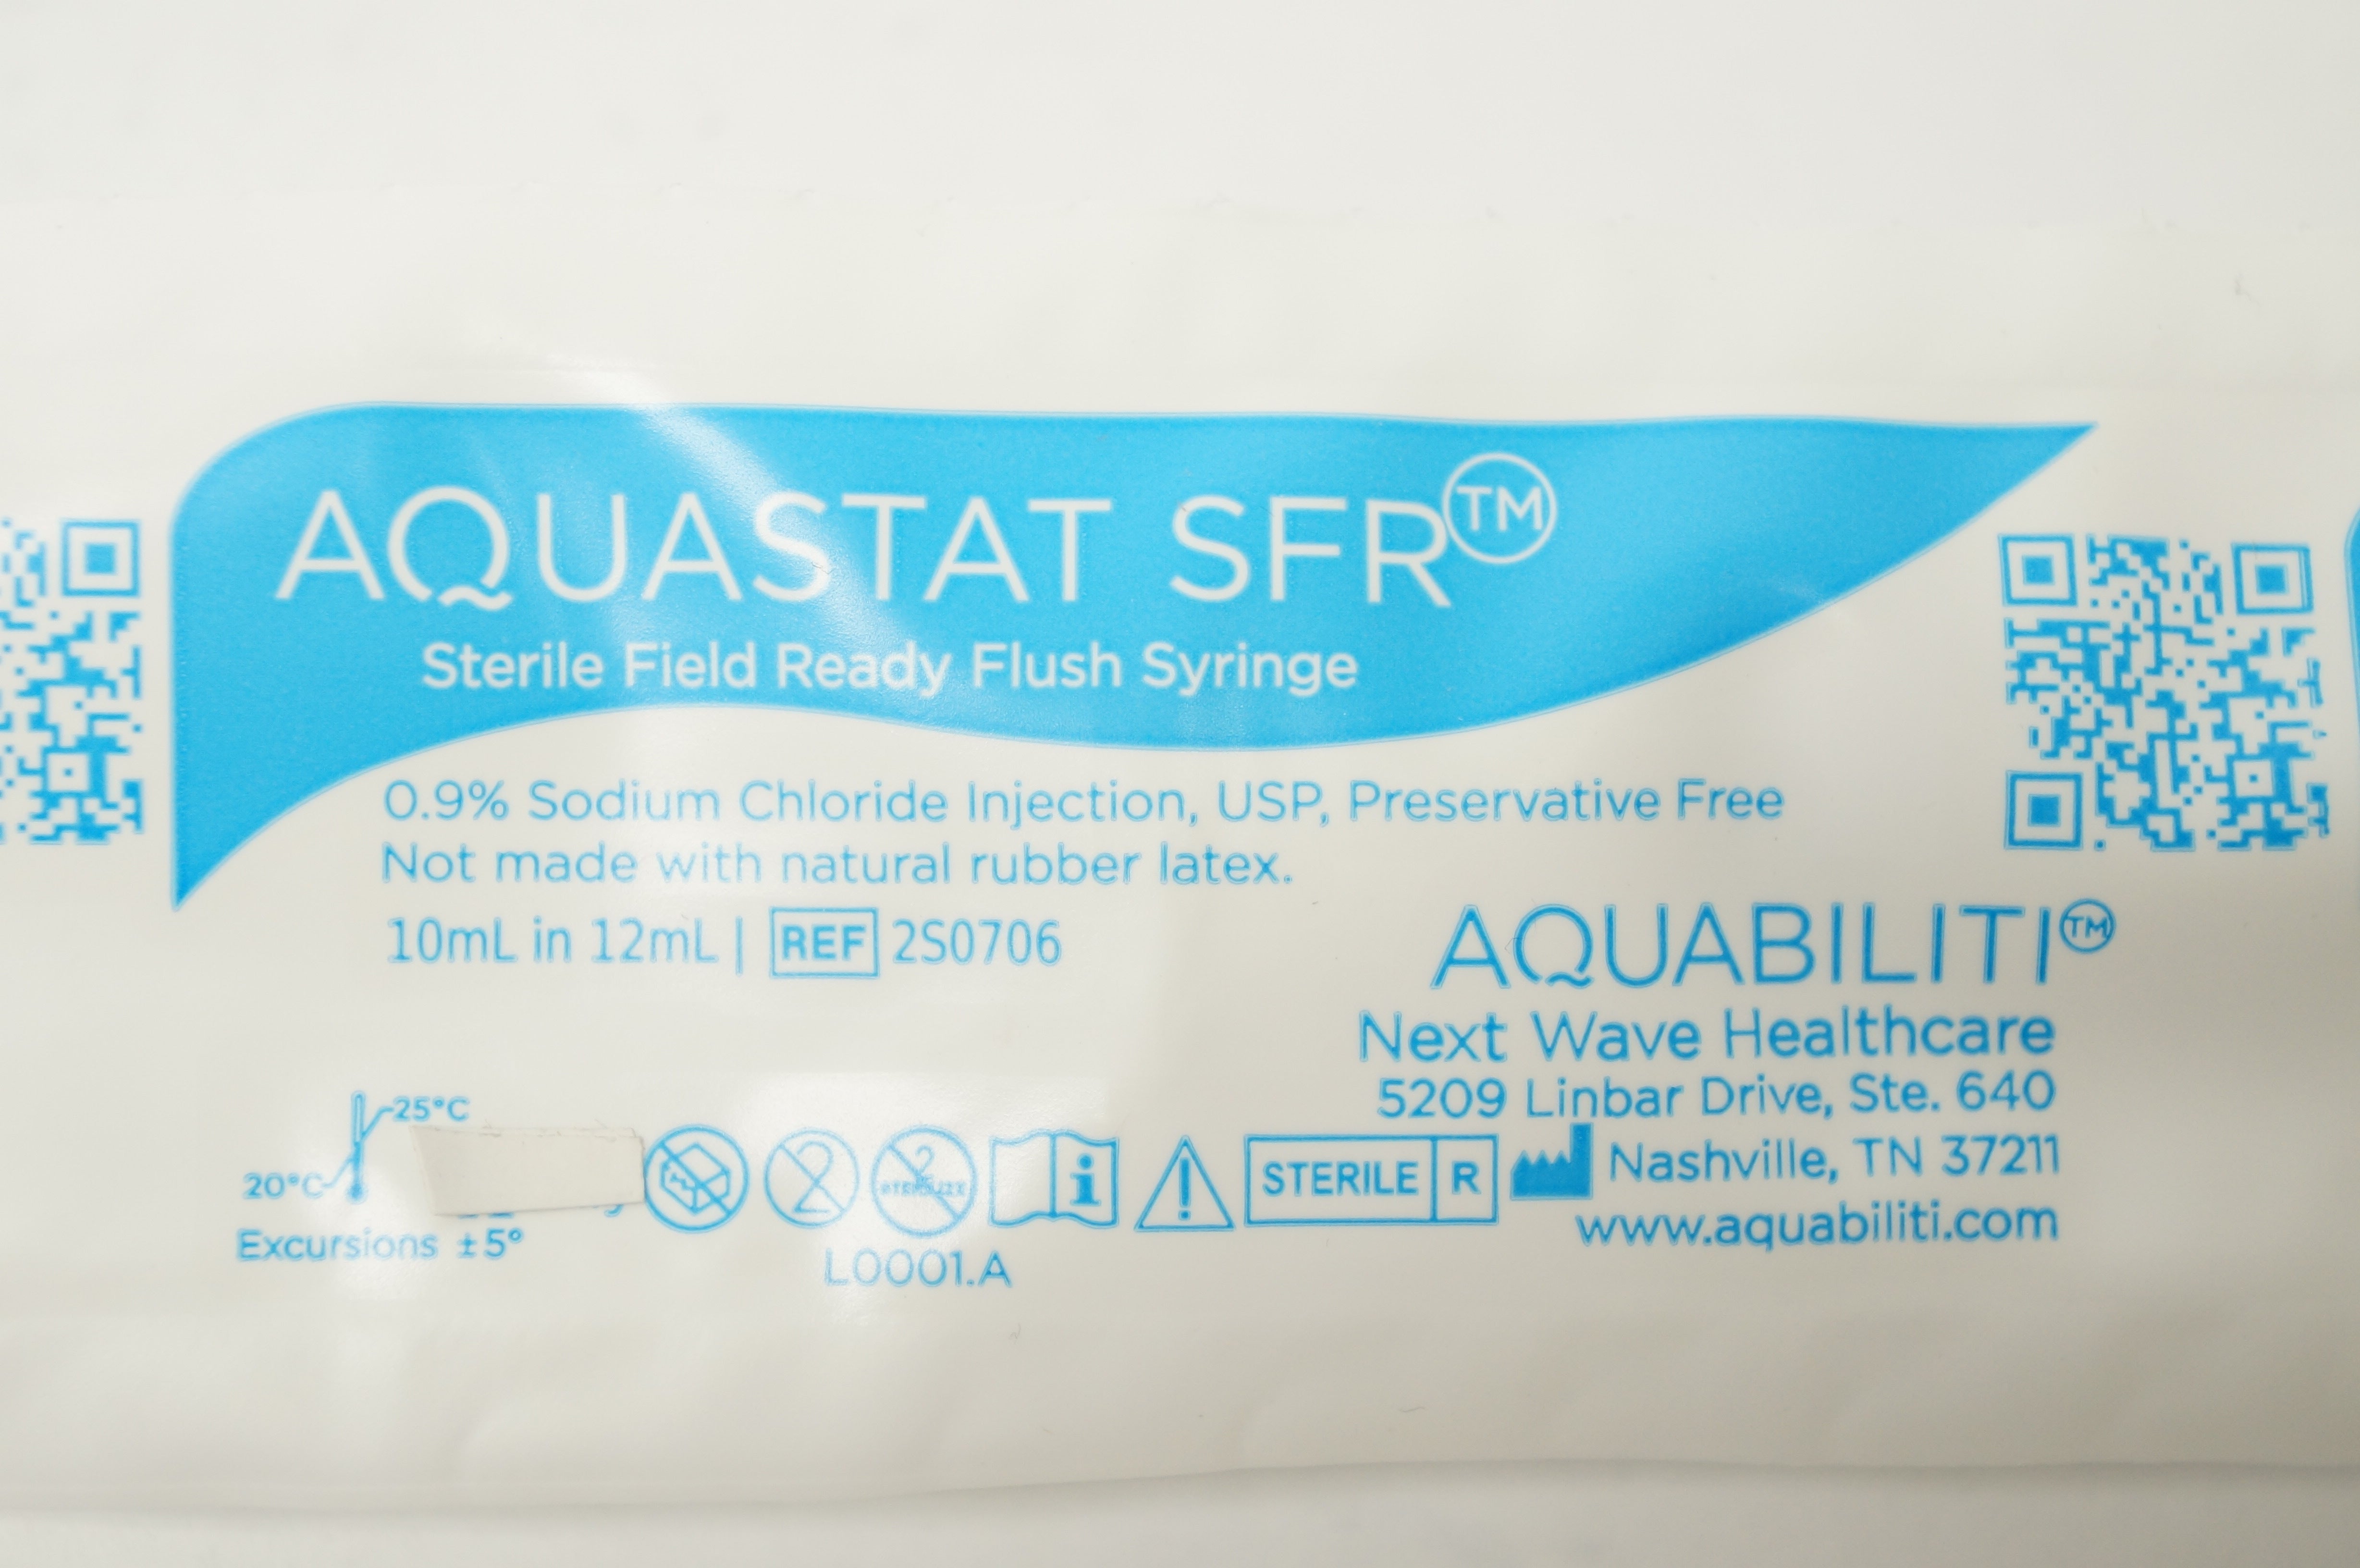 AQUASTAT SFR™
Sterile Field Ready Flush Syringe
0.9% Sodium Chloride Injection, USP, Preservative Free
Not made with natural rubber latex.
10mL in 12mL | REF 2S0706
AQUABILITI™
Next Wave Healthcare
5209 Linbar Drive, Ste. 640
Nashville, TN 37211
www.aquabiliti.com
25°C
20°C
Excursions ±5°
2
2
STERILE R
L0001.A